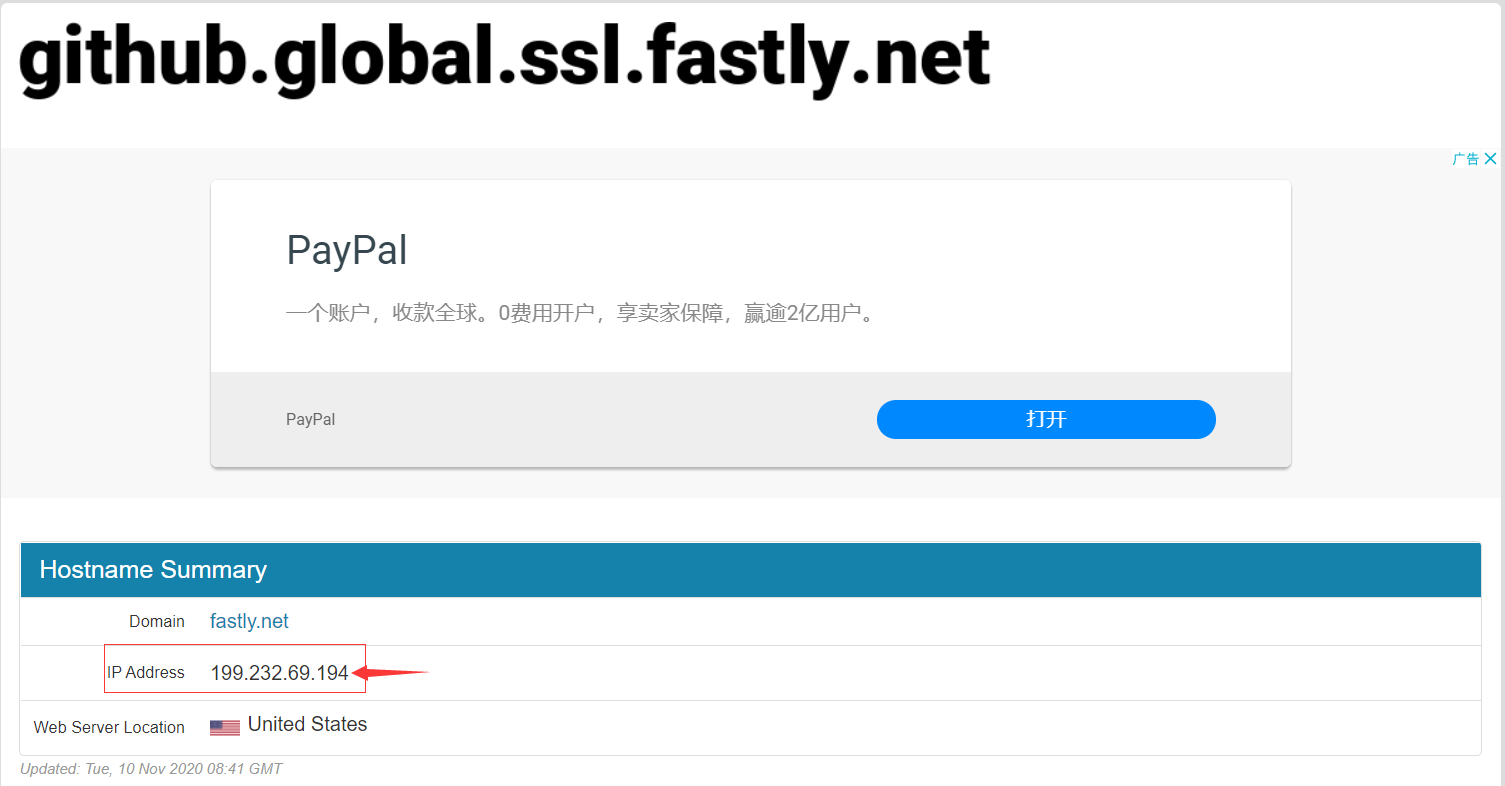 github.global.ssl.fastly.net
广告
PayPal
一个账户，收款全球。0费用开户，享卖家保障，赢逾2亿用户。
PayPal
打开
Hostname Summary
Domain fastly.net
IP Address 199.232.69.194
Web Server Location United States
Updated: Tue, 10 Nov 2020 08:41 GMT